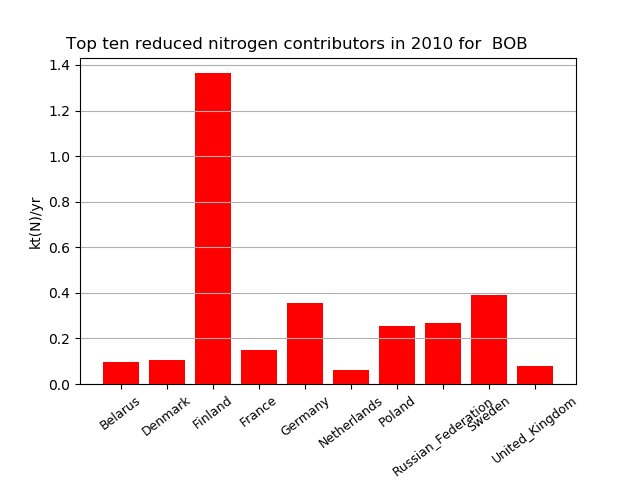 Top ten reduced nitrogen contributors in 2010 for  BOB
kt(N)/yr
1.4
1.2
1.0
0.8
0.6
0.4
0.2
0.0
Belarus
Denmark
Finland
France
Germany
Netherlands
Poland
Russian_Federation
Sweden
United_Kingdom